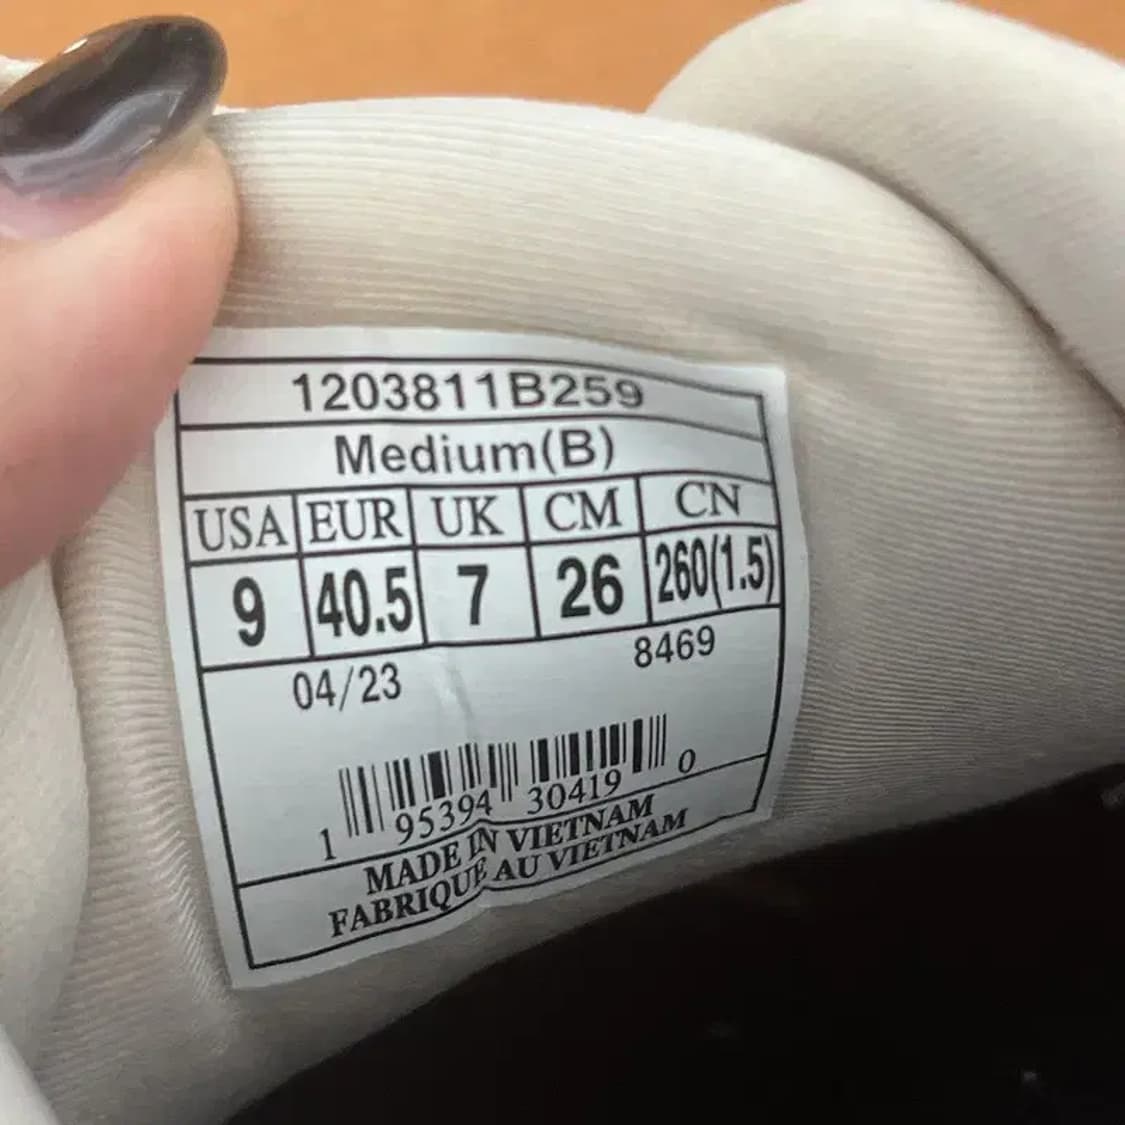 1203811B259
Medium(B)
USA EUR UK CM CN
9 40.5 7 26 260(1.5)
04/23 8469
1 95394 30419 0
MADE IN VIETNAM
FABRIQUE AU VIETNAM